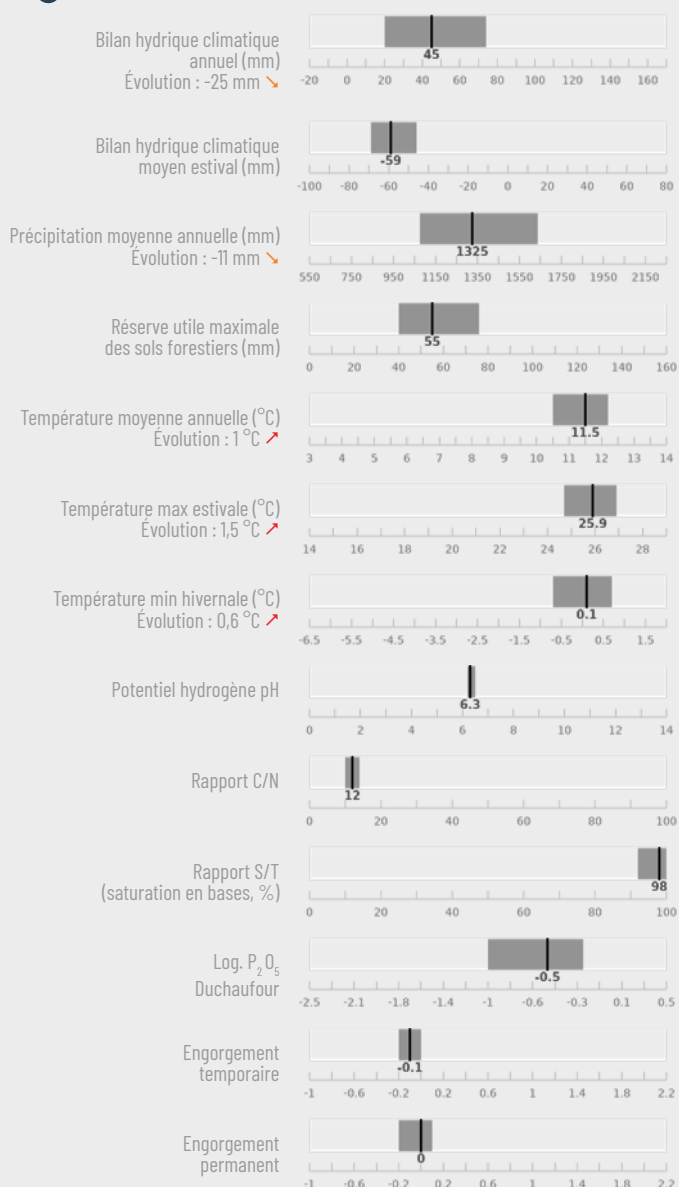 Bilan hydrique climatique
annuel (mm)
Évolution : -25 mm ↘
45
-20 0 20 40 60 80 100 120 140 160
Bilan hydrique climatique
moyen estival (mm)
-59
-100 -80 -60 -40 -20 0 20 40 60 80
Précipitation moyenne annuelle (mm)
Évolution : -11 mm ↘
1325
550 750 950 1150 1350 1550 1750 1950 2150
Réserve utile maximale
des sols forestiers (mm)
55
0 20 40 60 80 100 120 140 160
Température moyenne annuelle (°C)
Évolution : 1 °C ↗
11.5
3 4 5 6 7 8 9 10 11 12 13 14
Température max estivale (°C)
Évolution : 1,5 °C ↗
25.9
14 16 18 20 22 24 26 28
Température min hivernale (°C)
Évolution : 0,6 °C ↗
0.1
-6.5 -5.5 -4.5 -3.5 -2.5 -1.5 -0.5 0.5 1.5
Potentiel hydrogène pH
6.3
0 2 4 6 8 10 12 14
Rapport C/N
12
0 20 40 60 80 100
Rapport S/T
(saturation en bases, %)
98
0 20 40 60 80 100
Log. P₂O₅
Duchaufour
-0.5
-2.5 -2.1 -1.8 -1.4 -1 -0.6 -0.3 0.1 0.5
Engorgement
temporaire
-0.1
-1 -0.6 -0.2 0.2 0.6 1 1.4 1.8 2.2
Engorgement
permanent
0
-1 -0.6 -0.2 0.2 0.6 1 1.4 1.8 2.2